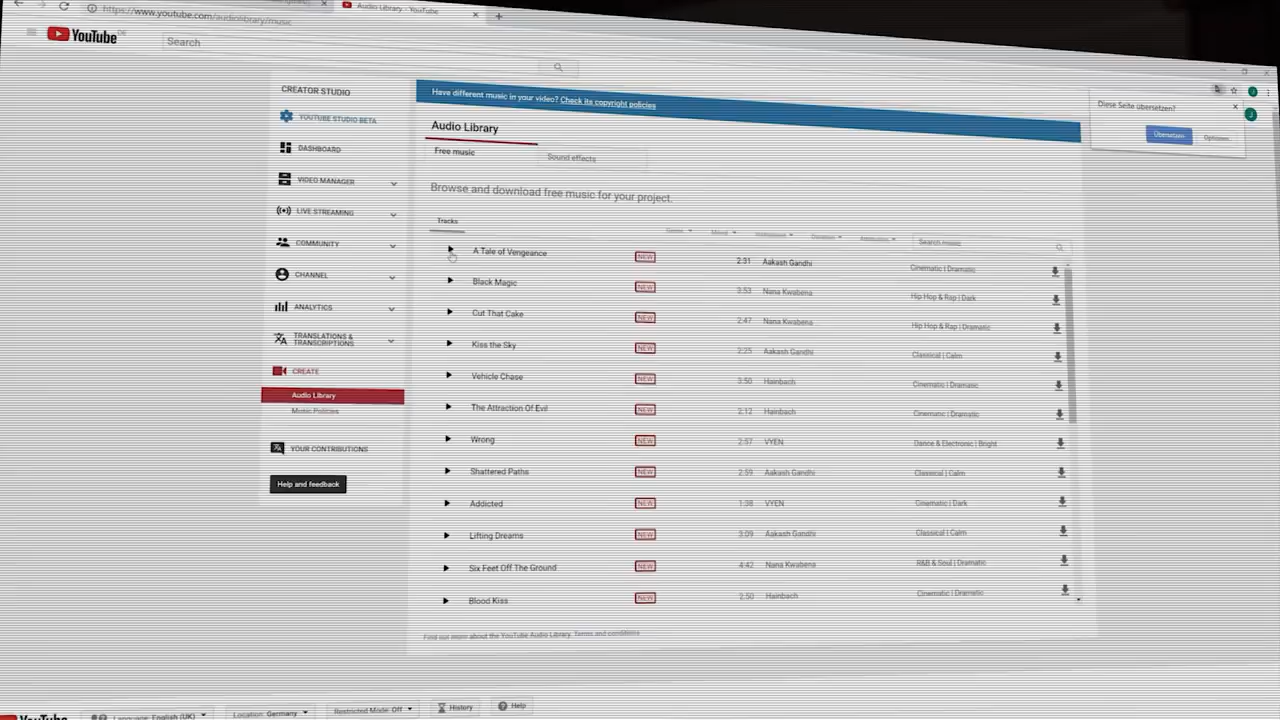 Audio Library - YouTube
https://www.youtube.com/audiolibrary/music
YouTube DE
Search
CREATOR STUDIO
YOUTUBE STUDIO BETA
DASHBOARD
VIDEO MANAGER
LIVE STREAMING
COMMUNITY
CHANNEL
ANALYTICS
TRANSLATIONS &
TRANSCRIPTIONS
CREATE
Audio Library
Music Policies
YOUR CONTRIBUTIONS
Help and feedback
Have different music in your video? Check its copyright policies
Diese Seite übersetzen?
Übersetzen
Optionen
Audio Library
Free music
Sound effects
Browse and download free music for your project.
Tracks
Genre Mood Instrument Duration Attribution Search music
A Tale of Vengeance NEW 2:31 Aakash Gandhi Cinematic | Dramatic
Black Magic NEW 3:53 Nana Kwabena Hip Hop & Rap | Dark
Cut That Cake NEW 2:47 Nana Kwabena Hip Hop & Rap | Dramatic
Kiss the Sky NEW 2:25 Aakash Gandhi Classical | Calm
Vehicle Chase NEW 3:50 Hainbach Cinematic | Dramatic
The Attraction Of Evil NEW 2:12 Hainbach Cinematic | Dramatic
Wrong NEW 2:57 VYEN Dance & Electronic | Bright
Shattered Paths NEW 2:59 Aakash Gandhi Classical | Calm
Addicted NEW 1:38 VYEN Cinematic | Dark
Lifting Dreams NEW 3:09 Aakash Gandhi Classical | Calm
Six Feet Off The Ground NEW 4:42 Nana Kwabena R&B & Soul | Dramatic
Blood Kiss NEW 2:50 Hainbach Cinematic | Dramatic
Find out more about the YouTube Audio Library. Terms and conditions
YouTube Language: English (UK) Location: Germany Restricted Mode: Off History Help